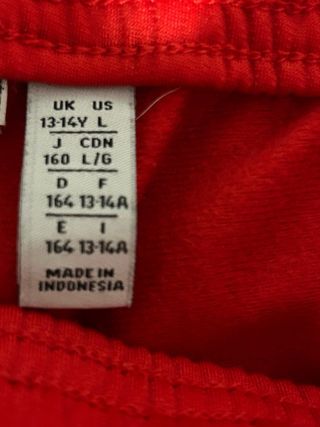 UK US
13-14Y L
J CDN
160 L/G
D F
164 13-14A
E I
164 13-14A
MADE IN
INDONESIA